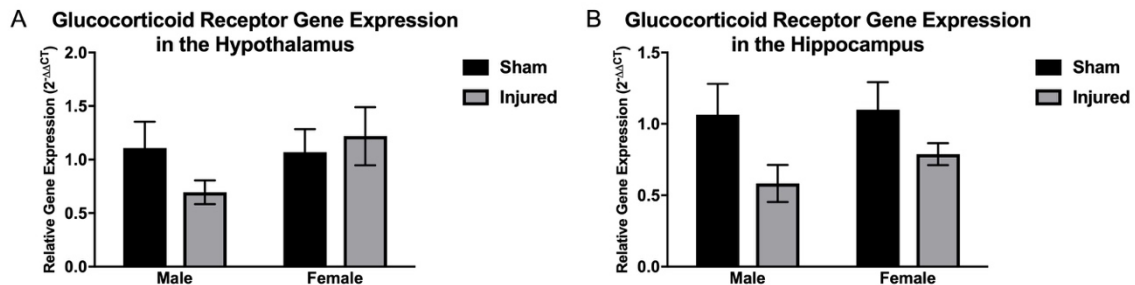 A
Glucocorticoid Receptor Gene Expression
in the Hypothalamus
Relative Gene Expression (2-ΔΔCT)
2.0
1.5
1.0
0.5
0.0
Male
Female
Sham
Injured
B
Glucocorticoid Receptor Gene Expression
in the Hippocampus
Relative Gene Expression (2-ΔΔCT)
1.5
1.0
0.5
0.0
Male
Female
Sham
Injured